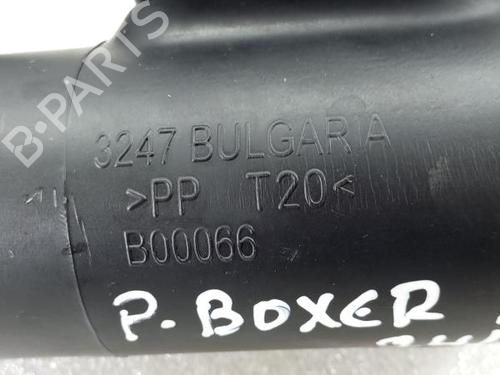 B-PARTS
3247 BULGARIA
>PP T20<
B00066
P. BOXER